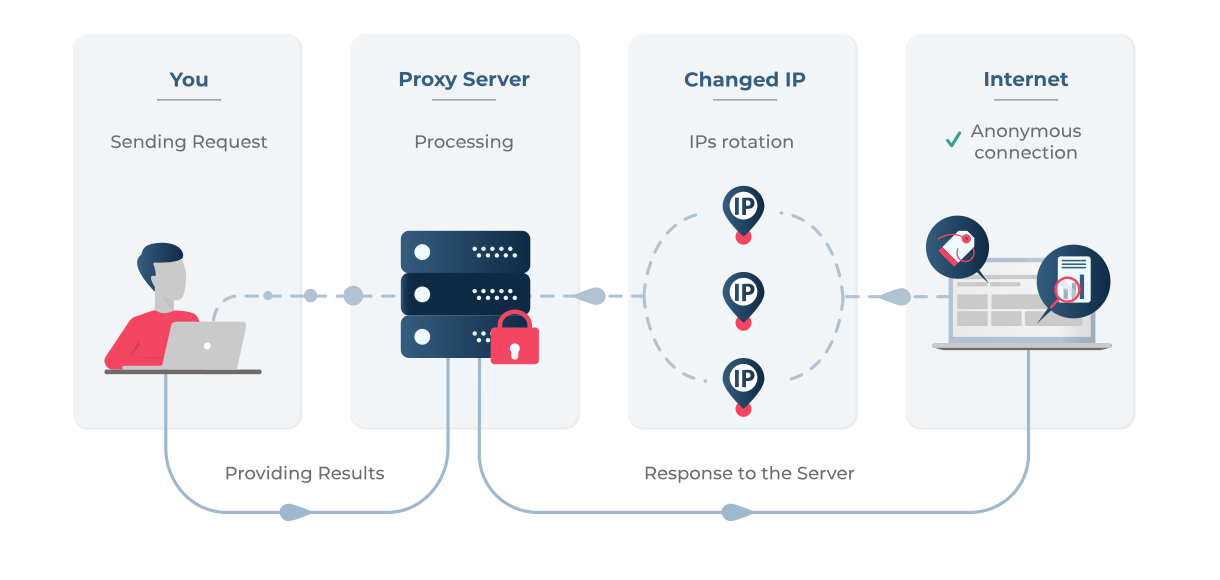 You
Sending Request
Proxy Server
Processing
Changed IP
IPs rotation
Internet
Anonymous
connection
IP
IP
IP
Providing Results
Response to the Server